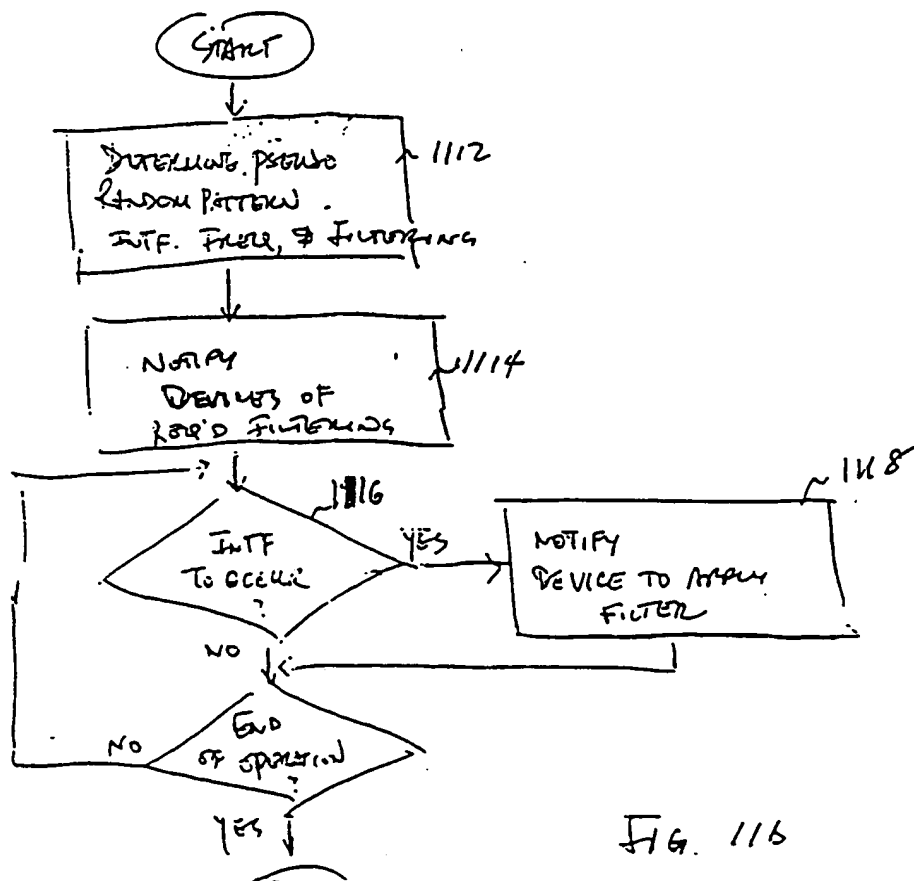 START
DETERMINE PSEUDO
RANDOM PATTERN
INTF. FREQ, & FILTERING
1112
NOTIFY
DEVICES OF
REQ'D FILTERING
1114
1116
INTF
TO OCCUR
?
YES
NO
1118
NOTIFY
DEVICE TO APPLY
FILTER
END
OF OPERATION
?
NO
YES
FIG. 11b